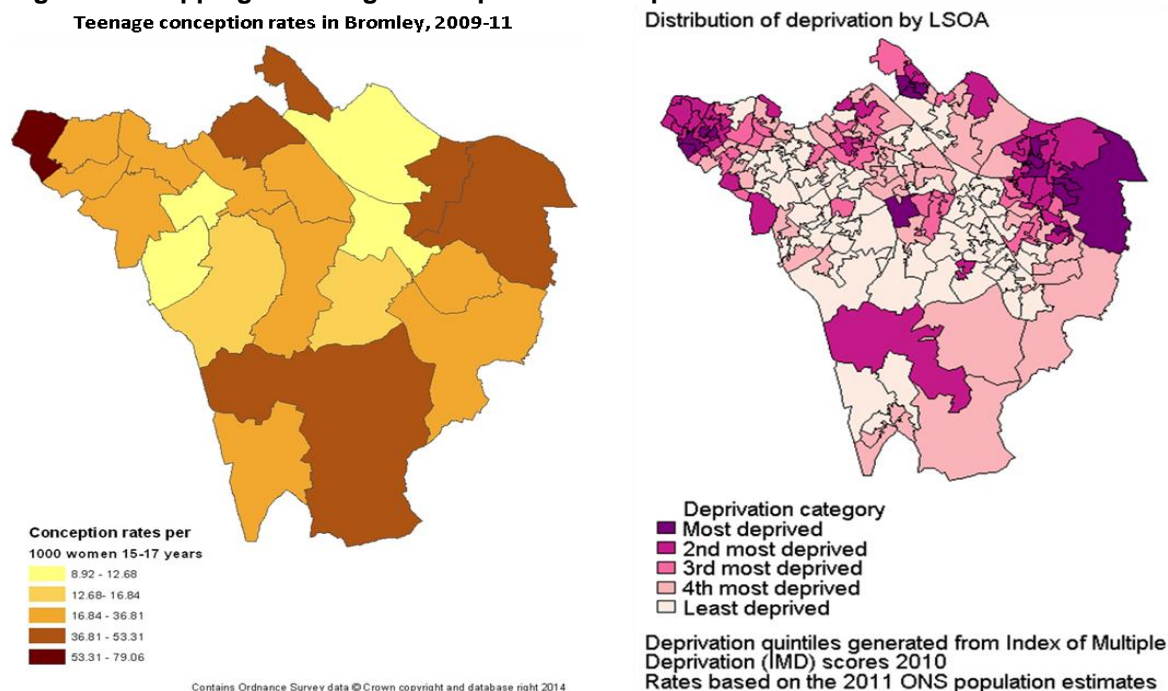 Teenage conception rates in Bromley, 2009-11
Conception rates per
1000 women 15-17 years
8.92 - 12.68
12.68- 16.84
16.84 - 36.81
36.81 - 53.31
53.31 - 79.06
Contains Ordnance Survey data © Crown copyright and database right 2014
Distribution of deprivation by LSOA
Deprivation category
Most deprived
2nd most deprived
3rd most deprived
4th most deprived
Least deprived
Deprivation quintiles generated from Index of Multiple
Deprivation (IMD) scores 2010
Rates based on the 2011 ONS population estimates